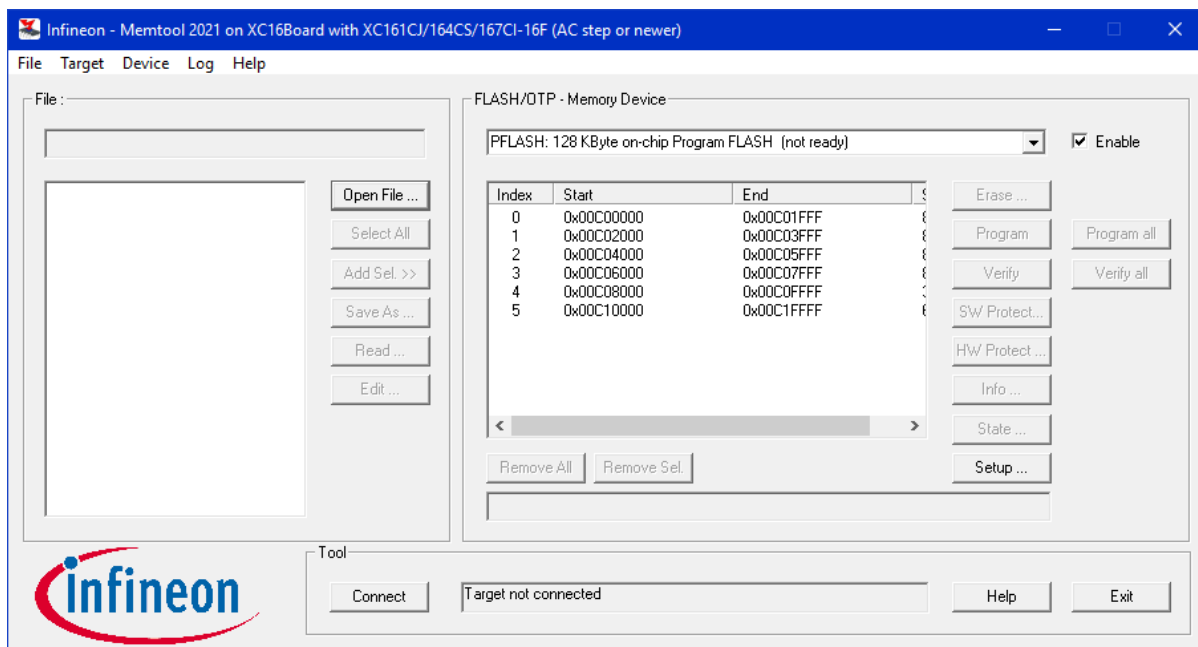 Infineon - Memtool 2021 on XC16Board with XC161CJ/164CS/167CI-16F (AC step or newer)
File Target Device Log Help
File :
Open File ...
Select All
Add Sel. >>
Save As ...
Read ...
Edit ...
FLASH/OTP - Memory Device
PFLASH: 128 KByte on-chip Program FLASH (not ready)
Enable
Index Start End
0 0x00C00000 0x00C01FFF
1 0x00C02000 0x00C03FFF
2 0x00C04000 0x00C05FFF
3 0x00C06000 0x00C07FFF
4 0x00C08000 0x00C0FFFF
5 0x00C10000 0x00C1FFFF
Erase ...
Program Program all
Verify Verify all
SW Protect...
HW Protect ...
Info ...
State ...
Setup ...
Remove All Remove Sel.
infineon
Tool
Connect Target not connected Help Exit